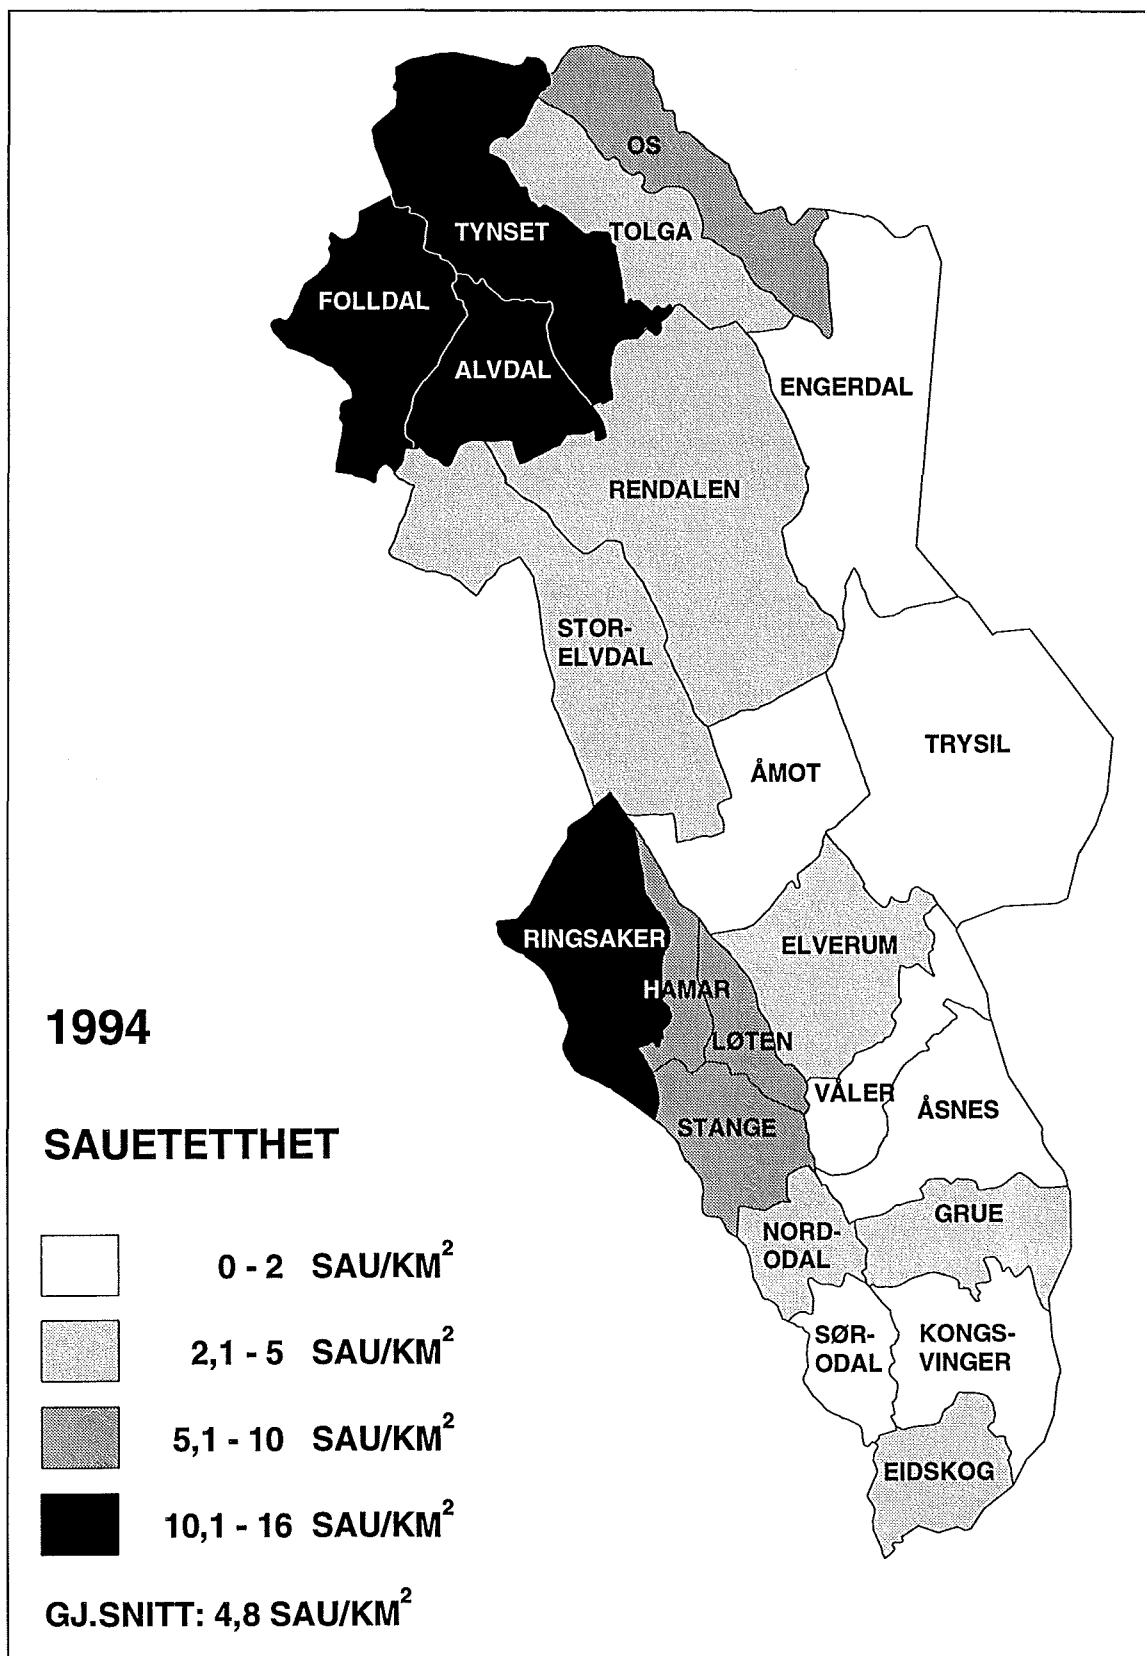 OS
TYNSET
TOLGA
FOLLDAL
ALVDAL
ENGERDAL
RENDALEN
STOR-
ELVDAL
TRYSIL
ÅMOT
RINGSAKER
ELVERUM
HAMAR
1994
LØTEN
VÅLER
ÅSNES
STANGE
SAUETETTHET
GRUE
NORD-
ODAL
0 - 2 SAU/KM²
SØR-
ODAL
KONGS-
VINGER
2,1 - 5 SAU/KM²
5,1 - 10 SAU/KM²
EIDSKOG
10,1 - 16 SAU/KM²
GJ.SNITT: 4,8 SAU/KM²